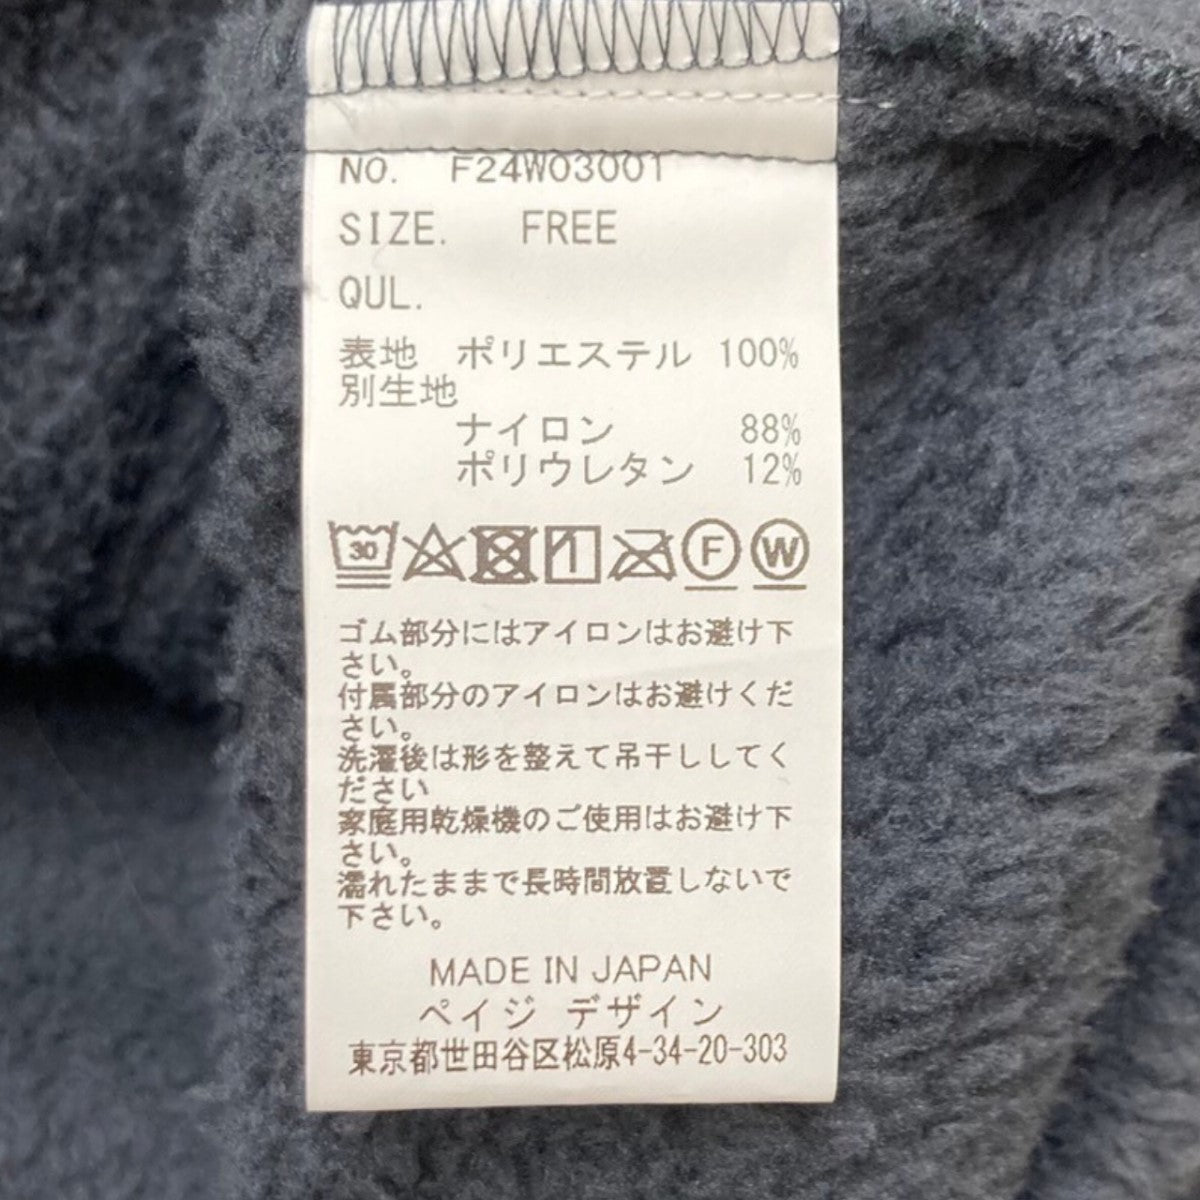 NO. F24W03001
SIZE. FREE
QUL.
表地 ポリエステル 100%
別生地
ナイロン 88%
ポリウレタン 12%
30 F W
ゴム部分にはアイロンはお避け下
さい。
付属部分のアイロンはお避けくだ
さい。
洗濯後は形を整えて吊干ししてく
ださい
家庭用乾燥機のご使用はお避け下
さい。
濡れたままで長時間放置しないで
下さい。
MADE IN JAPAN
ペイジ デザイン
東京都世田谷区松原4-34-20-303